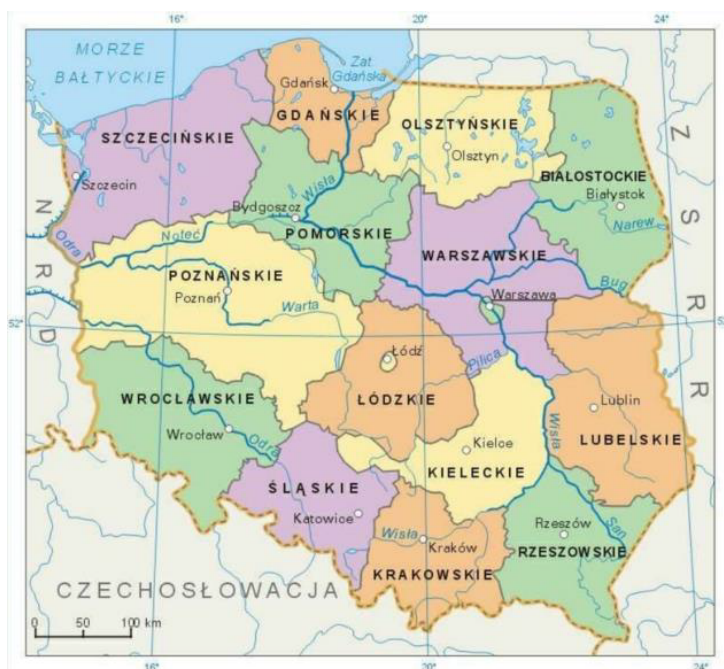 16°
20°
24°
MORZE
BAŁTYCKIE
Zat.
Gdańska
Gdańsk
GDAŃSKIE
SZCZECIŃSKIE
OLSZTYŃSKIE
Olsztyn
Szczecin
Wisła
BIAŁOSTOCKIE
Białystok
Bydgoszcz
Narew
Noteć
POMORSKIE
Odra
WARSZAWSKIE
POZNAŃSKIE
Poznań
Bug
Warszawa
Warta
52°
Łódź
Pilica
WROCŁAWSKIE
ŁÓDZKIE
Lublin
Wrocław
Odra
Wisła
LUBELSKIE
Kielce
KIELECKIE
ŚLĄSKIE
Katowice
Rzeszów
San
Wisła
Kraków
RZESZOWSKIE
KRAKOWSKIE
CZECHOSŁOWACJA
NRD
ZSRR
0 50 100 km
16°
20°